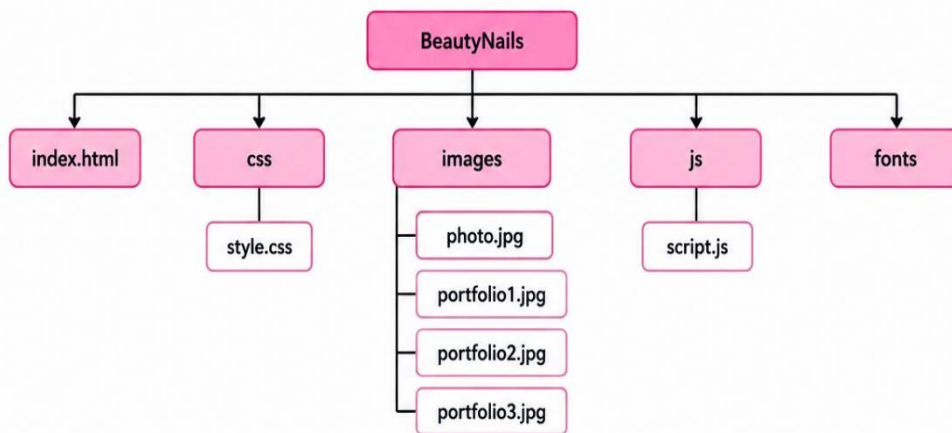 BeautyNails
index.html
css
images
js
fonts
style.css
photo.jpg
script.js
portfolio1.jpg
portfolio2.jpg
portfolio3.jpg